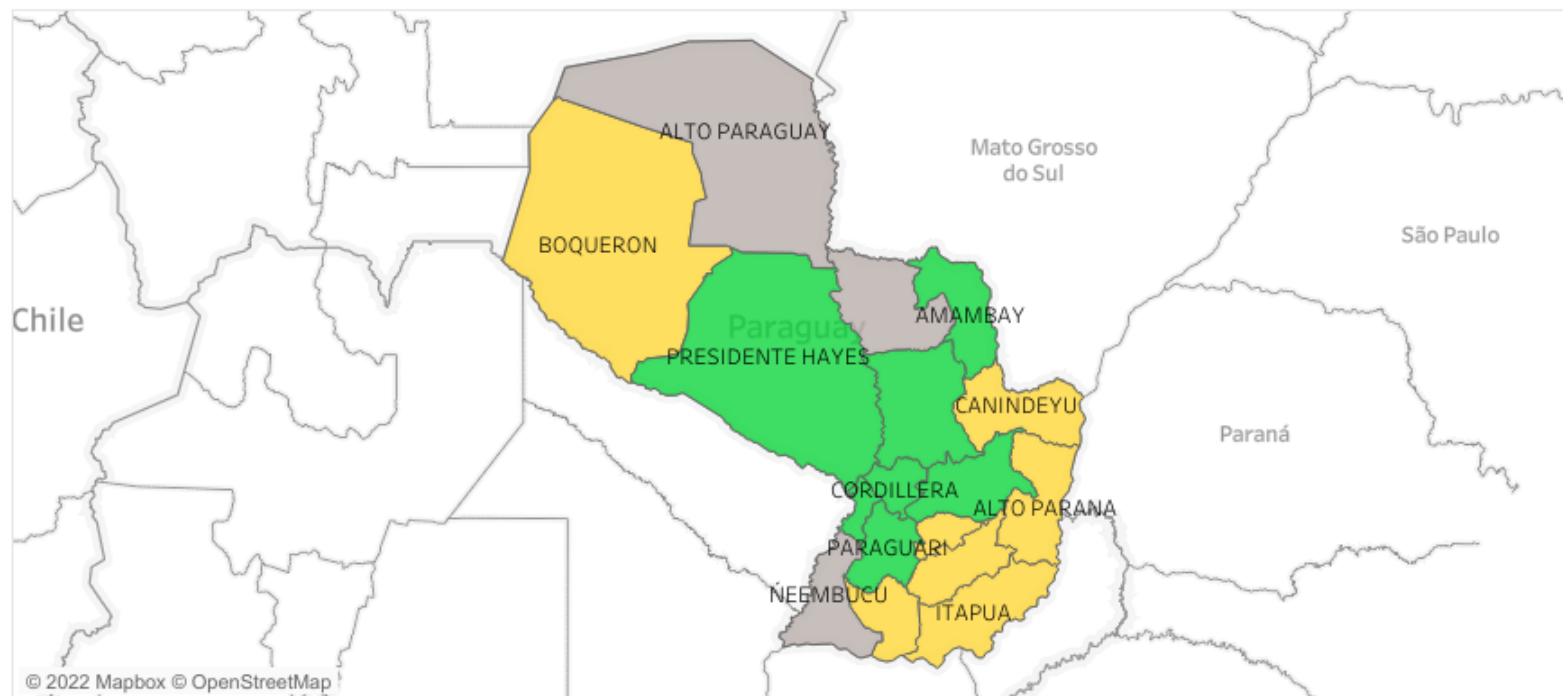 ALTO PARAGUAY
Mato Grosso
do Sul
BOQUERON
São Paulo
Chile
AMAMBAY
Paraguay
PRESIDENTE HAYES
CANINDEYU
Paraná
CORDILLERA
ALTO PARANA
PARAGUARI
ÑEEMBUCU
ITAPUA
© 2022 Mapbox © OpenStreetMap